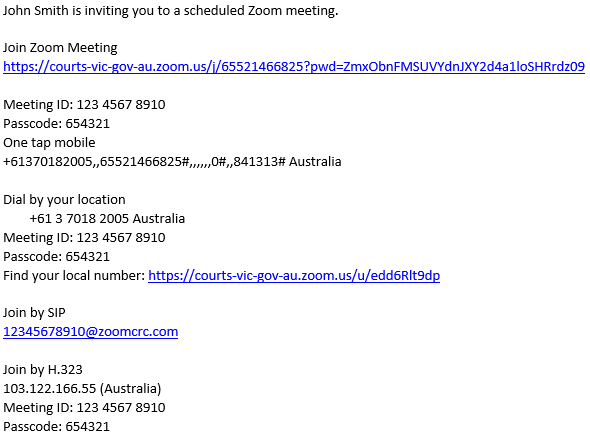 John Smith is inviting you to a scheduled Zoom meeting.
Join Zoom Meeting
https://courts-vic-gov-au.zoom.us/j/65521466825?pwd=ZmxObnFMSUVYdnJXY2d4a1loSHRrdz09
Meeting ID: 123 4567 8910
Passcode: 654321
One tap mobile
+61370182005,,65521466825#,,,,,,0#,,841313# Australia
Dial by your location
+61 3 7018 2005 Australia
Meeting ID: 123 4567 8910
Passcode: 654321
Find your local number: https://courts-vic-gov-au.zoom.us/u/edd6Rlt9dp
Join by SIP
12345678910@zoomcrc.com
Join by H.323
103.122.166.55 (Australia)
Meeting ID: 123 4567 8910
Passcode: 654321